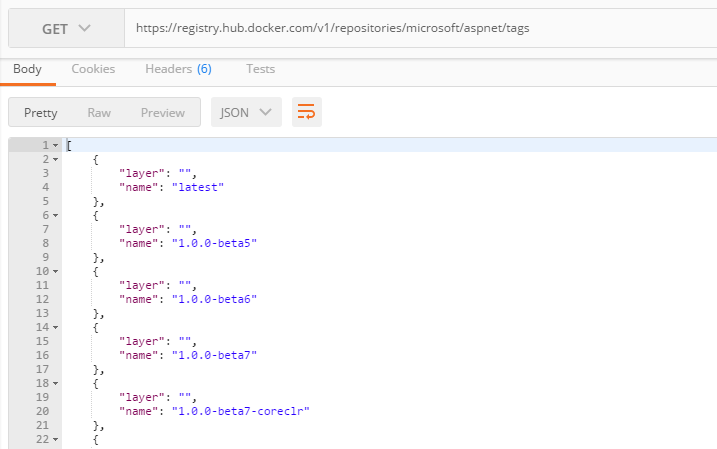 GET https://registry.hub.docker.com/v1/repositories/microsoft/aspnet/tags
Body Cookies Headers (6) Tests
Pretty Raw Preview JSON
1 [
2 {
3 "layer": "",
4 "name": "latest"
5 },
6 {
7 "layer": "",
8 "name": "1.0.0-beta5"
9 },
10 {
11 "layer": "",
12 "name": "1.0.0-beta6"
13 },
14 {
15 "layer": "",
16 "name": "1.0.0-beta7"
17 },
18 {
19 "layer": "",
20 "name": "1.0.0-beta7-coreclr"
21 },
22 {